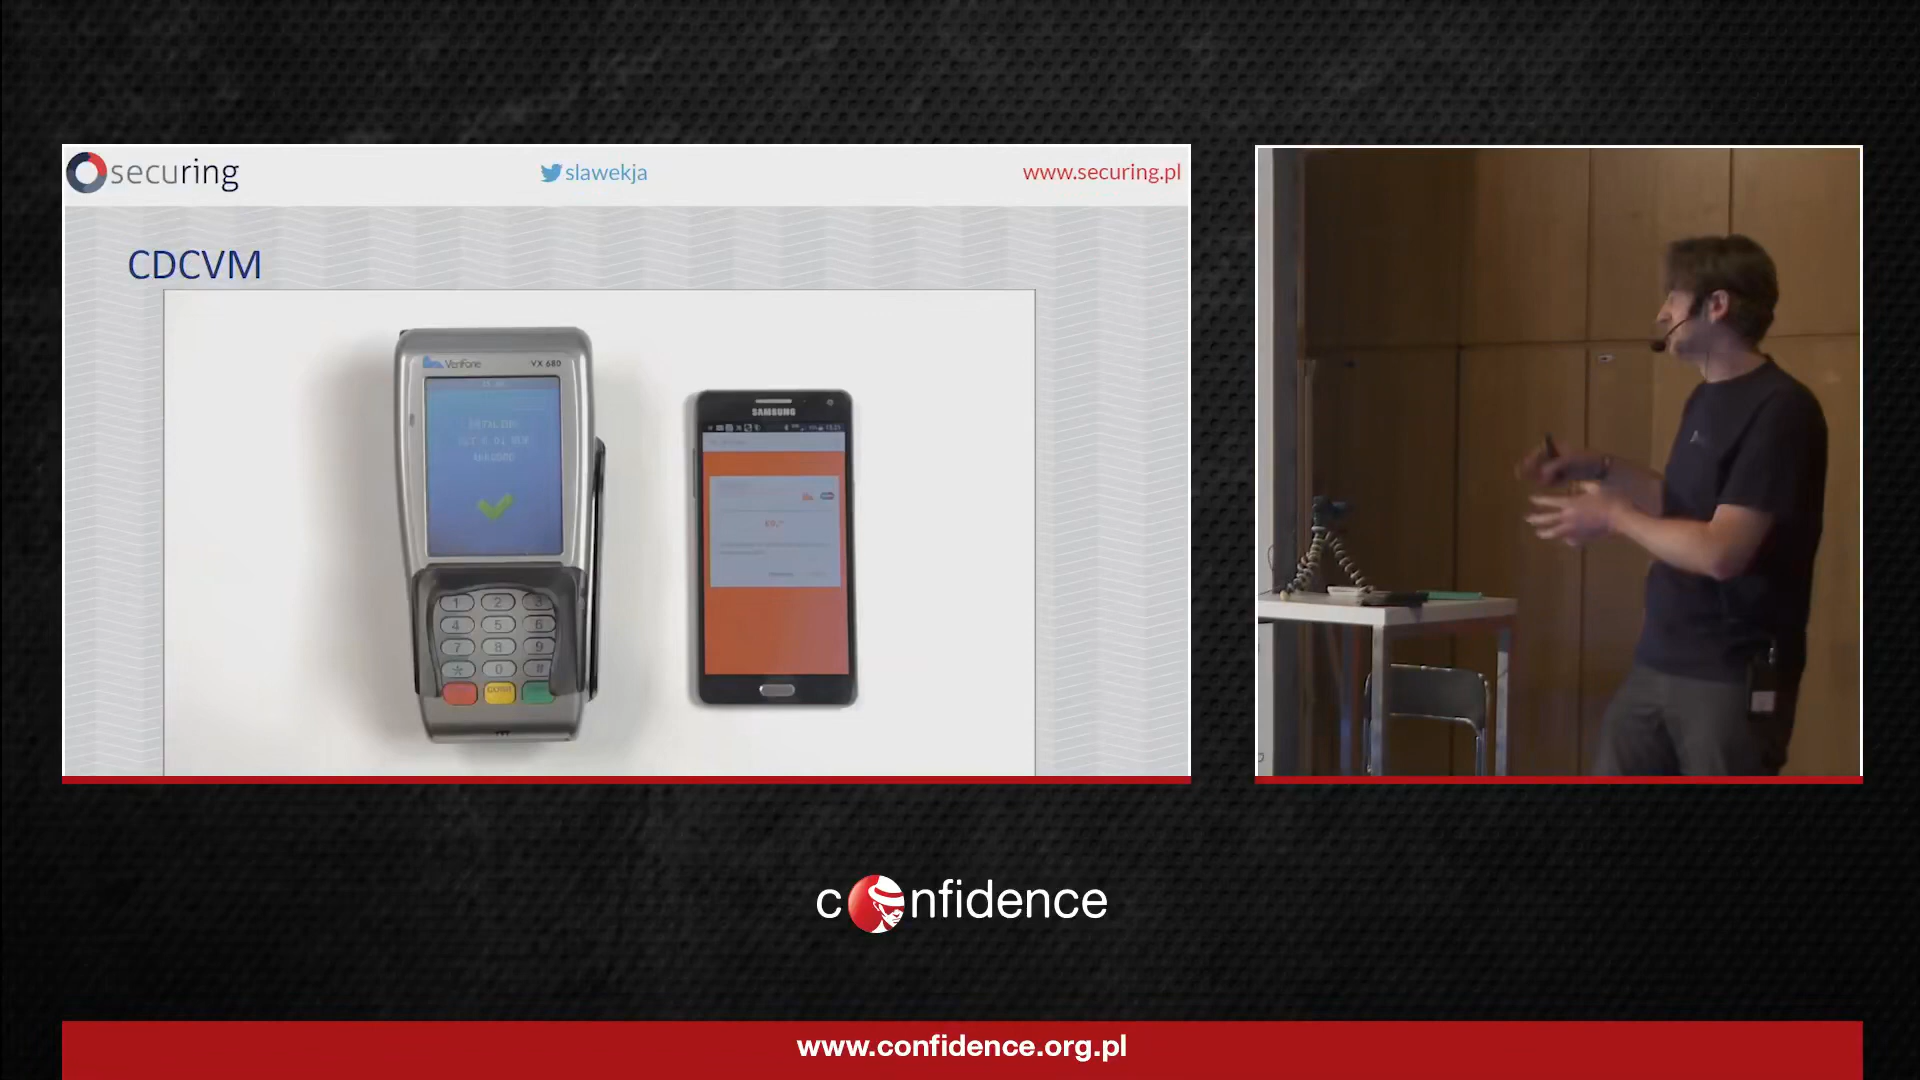 securing
slawekja
www.securing.pl
CDCVM
VeriFone
VX 680
SAMSUNG
1 2 3
4 5 6
7 8 9
* 0 #
confidence
www.confidence.org.pl